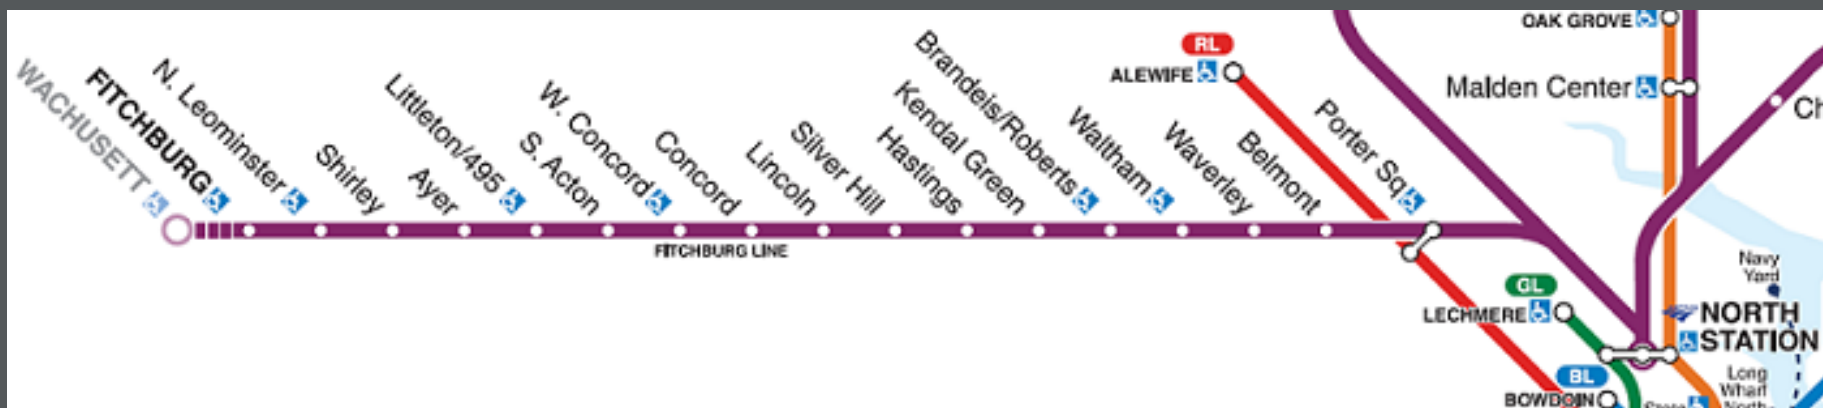 WACHUSETT
FITCHBURG
N. Leominster
Shirley
Ayer
Littleton/495
S. Acton
W. Concord
Concord
Lincoln
Silver Hill
Hastings
Kendal Green
Brandeis/Roberts
Waltham
Waverley
Belmont
Porter Sq
FITCHBURG LINE
RL
ALEWIFE
OAK GROVE
Malden Center
Ch
Navy
Yard
GL
LECHMERE
NORTH
STATION
BL
BOWDOIN
Long
Wharf
North